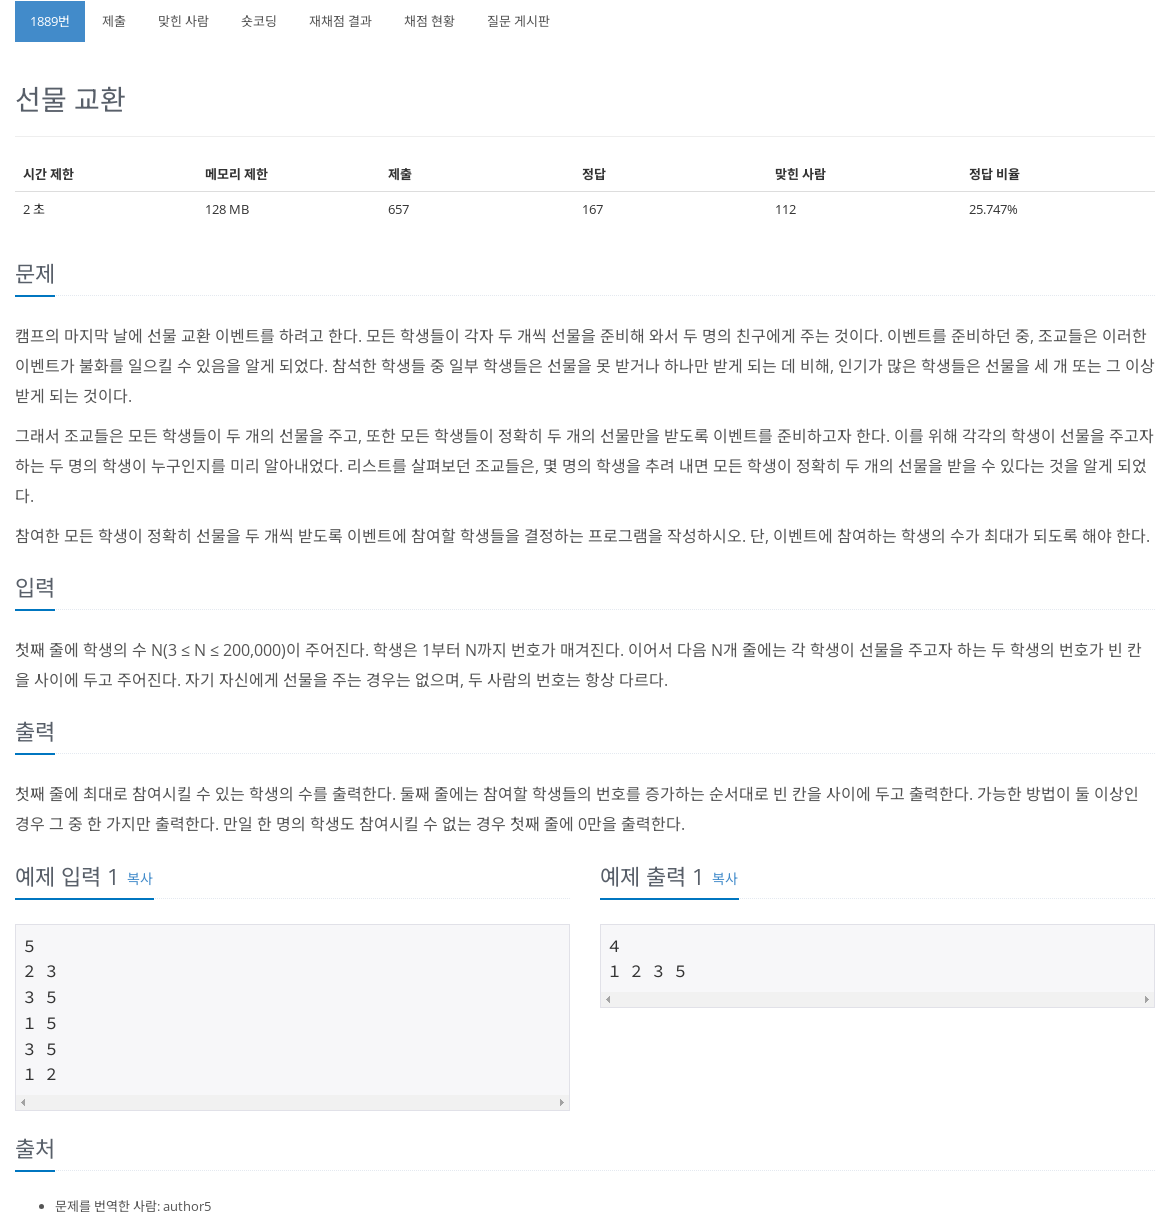 1889번 제출 맞힌 사람 숏코딩 재채점 결과 채점 현황 질문 게시판
선물 교환
시간 제한 메모리 제한 제출 정답 맞힌 사람 정답 비율
2 초 128 MB 657 167 112 25.747%
문제
캠프의 마지막 날에 선물 교환 이벤트를 하려고 한다. 모든 학생들이 각자 두 개씩 선물을 준비해 와서 두 명의 친구에게 주는 것이다. 이벤트를 준비하던 중, 조교들은 이러한
이벤트가 불화를 일으킬 수 있음을 알게 되었다. 참석한 학생들 중 일부 학생들은 선물을 못 받거나 하나만 받게 되는 데 비해, 인기가 많은 학생들은 선물을 세 개 또는 그 이상
받게 되는 것이다.
그래서 조교들은 모든 학생들이 두 개의 선물을 주고, 또한 모든 학생들이 정확히 두 개의 선물만을 받도록 이벤트를 준비하고자 한다. 이를 위해 각각의 학생이 선물을 주고자
하는 두 명의 학생이 누구인지를 미리 알아내었다. 리스트를 살펴보던 조교들은, 몇 명의 학생을 추려 내면 모든 학생이 정확히 두 개의 선물을 받을 수 있다는 것을 알게 되었
다.
참여한 모든 학생이 정확히 선물을 두 개씩 받도록 이벤트에 참여할 학생들을 결정하는 프로그램을 작성하시오. 단, 이벤트에 참여하는 학생의 수가 최대가 되도록 해야 한다.
입력
첫째 줄에 학생의 수 N(3 ≤ N ≤ 200,000)이 주어진다. 학생은 1부터 N까지 번호가 매겨진다. 이어서 다음 N개 줄에는 각 학생이 선물을 주고자 하는 두 학생의 번호가 빈 칸
을 사이에 두고 주어진다. 자기 자신에게 선물을 주는 경우는 없으며, 두 사람의 번호는 항상 다르다.
출력
첫째 줄에 최대로 참여시킬 수 있는 학생의 수를 출력한다. 둘째 줄에는 참여할 학생들의 번호를 증가하는 순서대로 빈 칸을 사이에 두고 출력한다. 가능한 방법이 둘 이상인
경우 그 중 한 가지만 출력한다. 만일 한 명의 학생도 참여시킬 수 없는 경우 첫째 줄에 0만을 출력한다.
예제 입력 1 복사
5
2 3
3 5
1 5
3 5
1 2
예제 출력 1 복사
4
1 2 3 5
출처
문제를 번역한 사람: author5